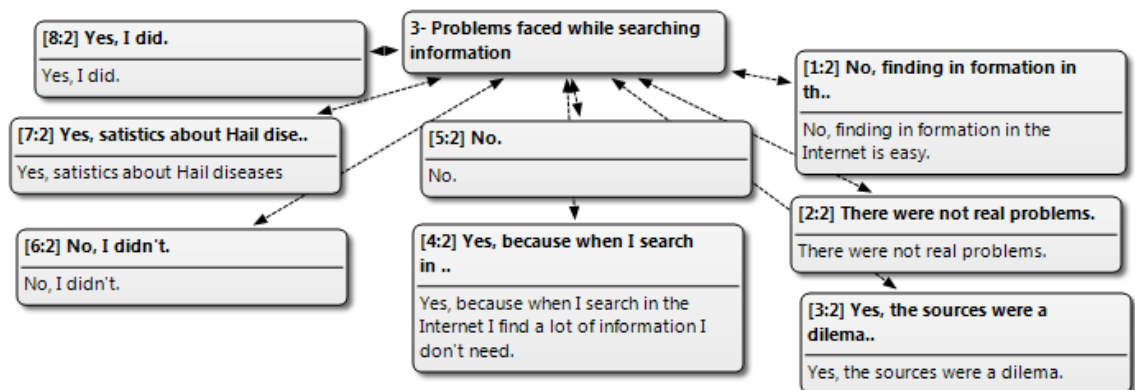 3- Problems faced while searching
information
[8:2] Yes, I did.
Yes, I did.
[1:2] No, finding in formation in
th..
No, finding in formation in the
Internet is easy.
[7:2] Yes, satistics about Hail dise..
Yes, satistics about Hail diseases
[5:2] No.
No.
[2:2] There were not real problems.
There were not real problems.
[6:2] No, I didn't.
No, I didn't.
[4:2] Yes, because when I search
in ..
Yes, because when I search in the
Internet I find a lot of information I
don't need.
[3:2] Yes, the sources were a
dilema..
Yes, the sources were a dilema.